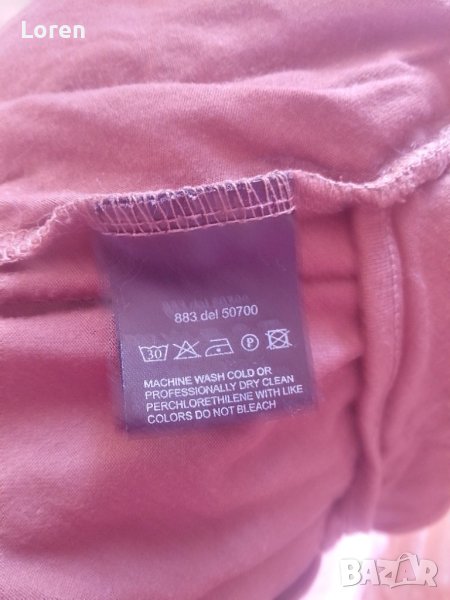 Loren
883 del 50700
30 P
MACHINE WASH COLD OR
PROFESSIONALLY DRY CLEAN
PERCHLORETHILENE WITH LIKE
COLORS DO NOT BLEACH
BAZAR